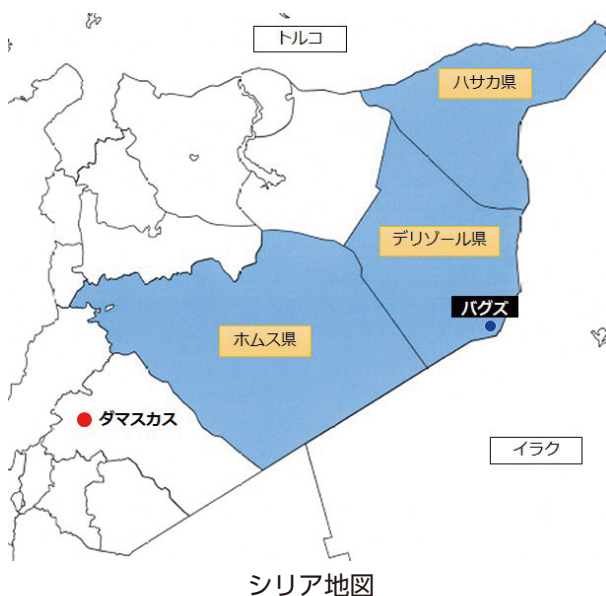 トルコ
ハサカ県
デリゾール県
バグズ
ホムス県
ダマスカス
イラク
シリア地図